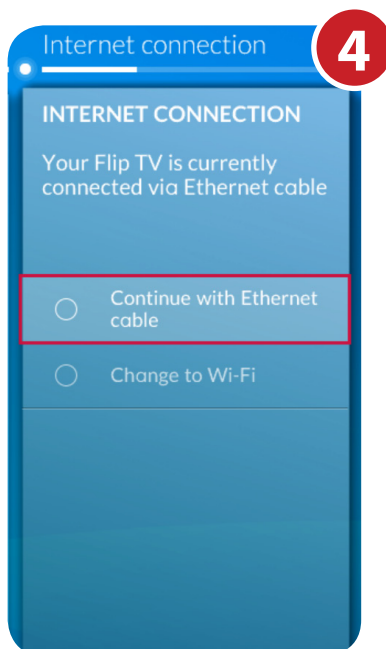 Internet connection
4
INTERNET CONNECTION
Your Flip TV is currently
connected via Ethernet cable
Continue with Ethernet
cable
Change to Wi-Fi